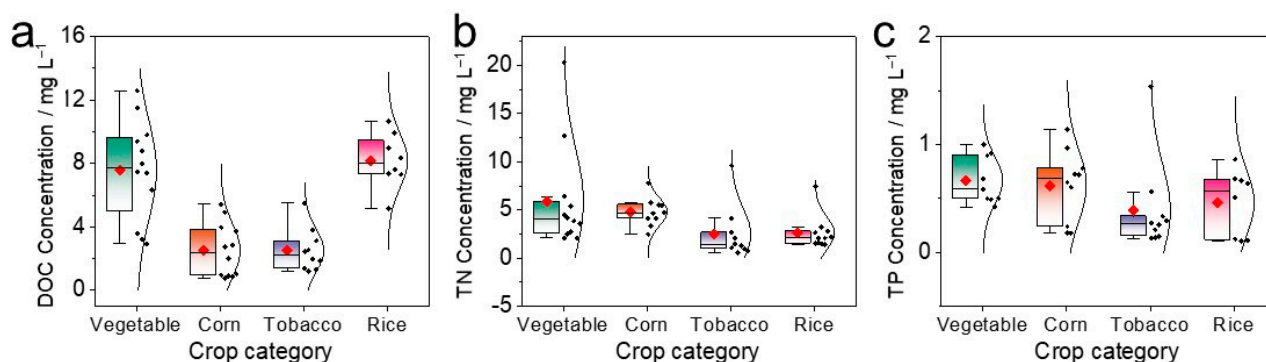 a
DOC Concentration / mg L⁻¹
16
12
8
4
0
Vegetable Corn Tobacco Rice
Crop category
b
TN Concentration / mg L⁻¹
20
15
10
5
0
-5
Vegetable Corn Tobacco Rice
Crop category
c
TP Concentration / mg L⁻¹
2
1
0
Vegetable Corn Tobacco Rice
Crop category